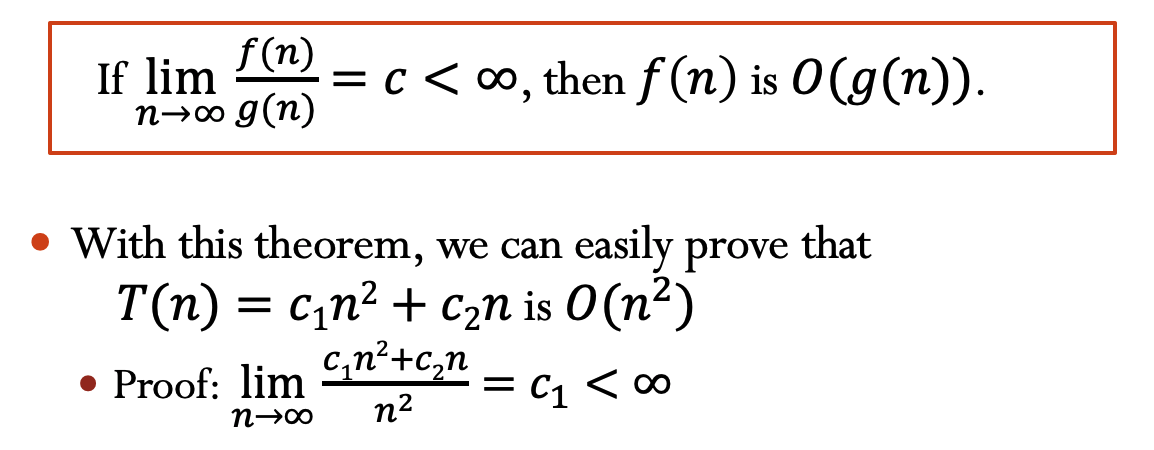 If lim_{n→∞} f(n)/g(n) = c < ∞, then f(n) is O(g(n)).
• With this theorem, we can easily prove that
T(n) = c₁n² + c₂n is O(n²)
• Proof: lim_{n→∞} (c₁n²+c₂n)/n² = c₁ < ∞